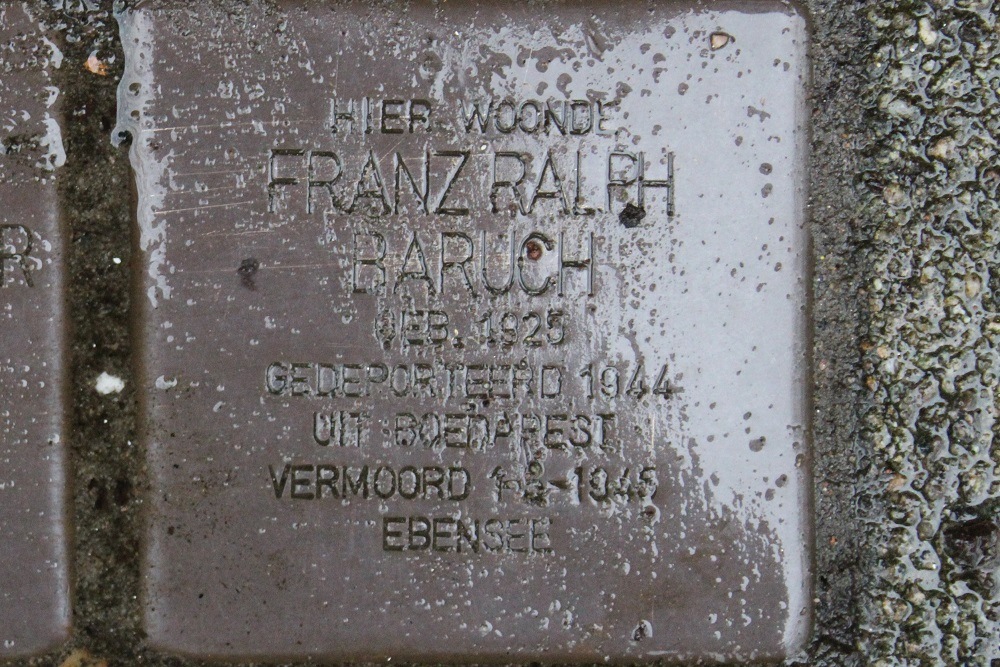 HIER WOONDE
FRANZ RALPH
BARUCH
GEB. 1925
GEDEPORTEERD 1944
UIT BOEDAPEST
VERMOORD
EBENSEE
R